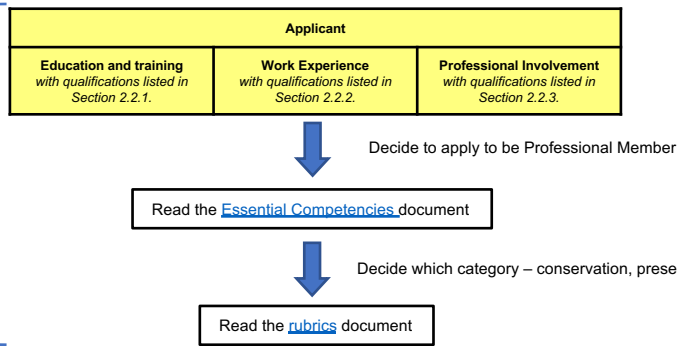 Applicant
Education and training
with qualifications listed in
Section 2.2.1.
Work Experience
with qualifications listed in
Section 2.2.2.
Professional Involvement
with qualifications listed in
Section 2.2.3.
Decide to apply to be Professional Member
Read the Essential Competencies document
Decide which category – conservation, prese
Read the rubrics document